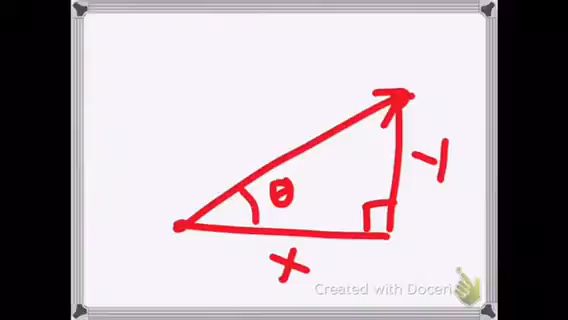 θ
Y
X
Created with Doceri